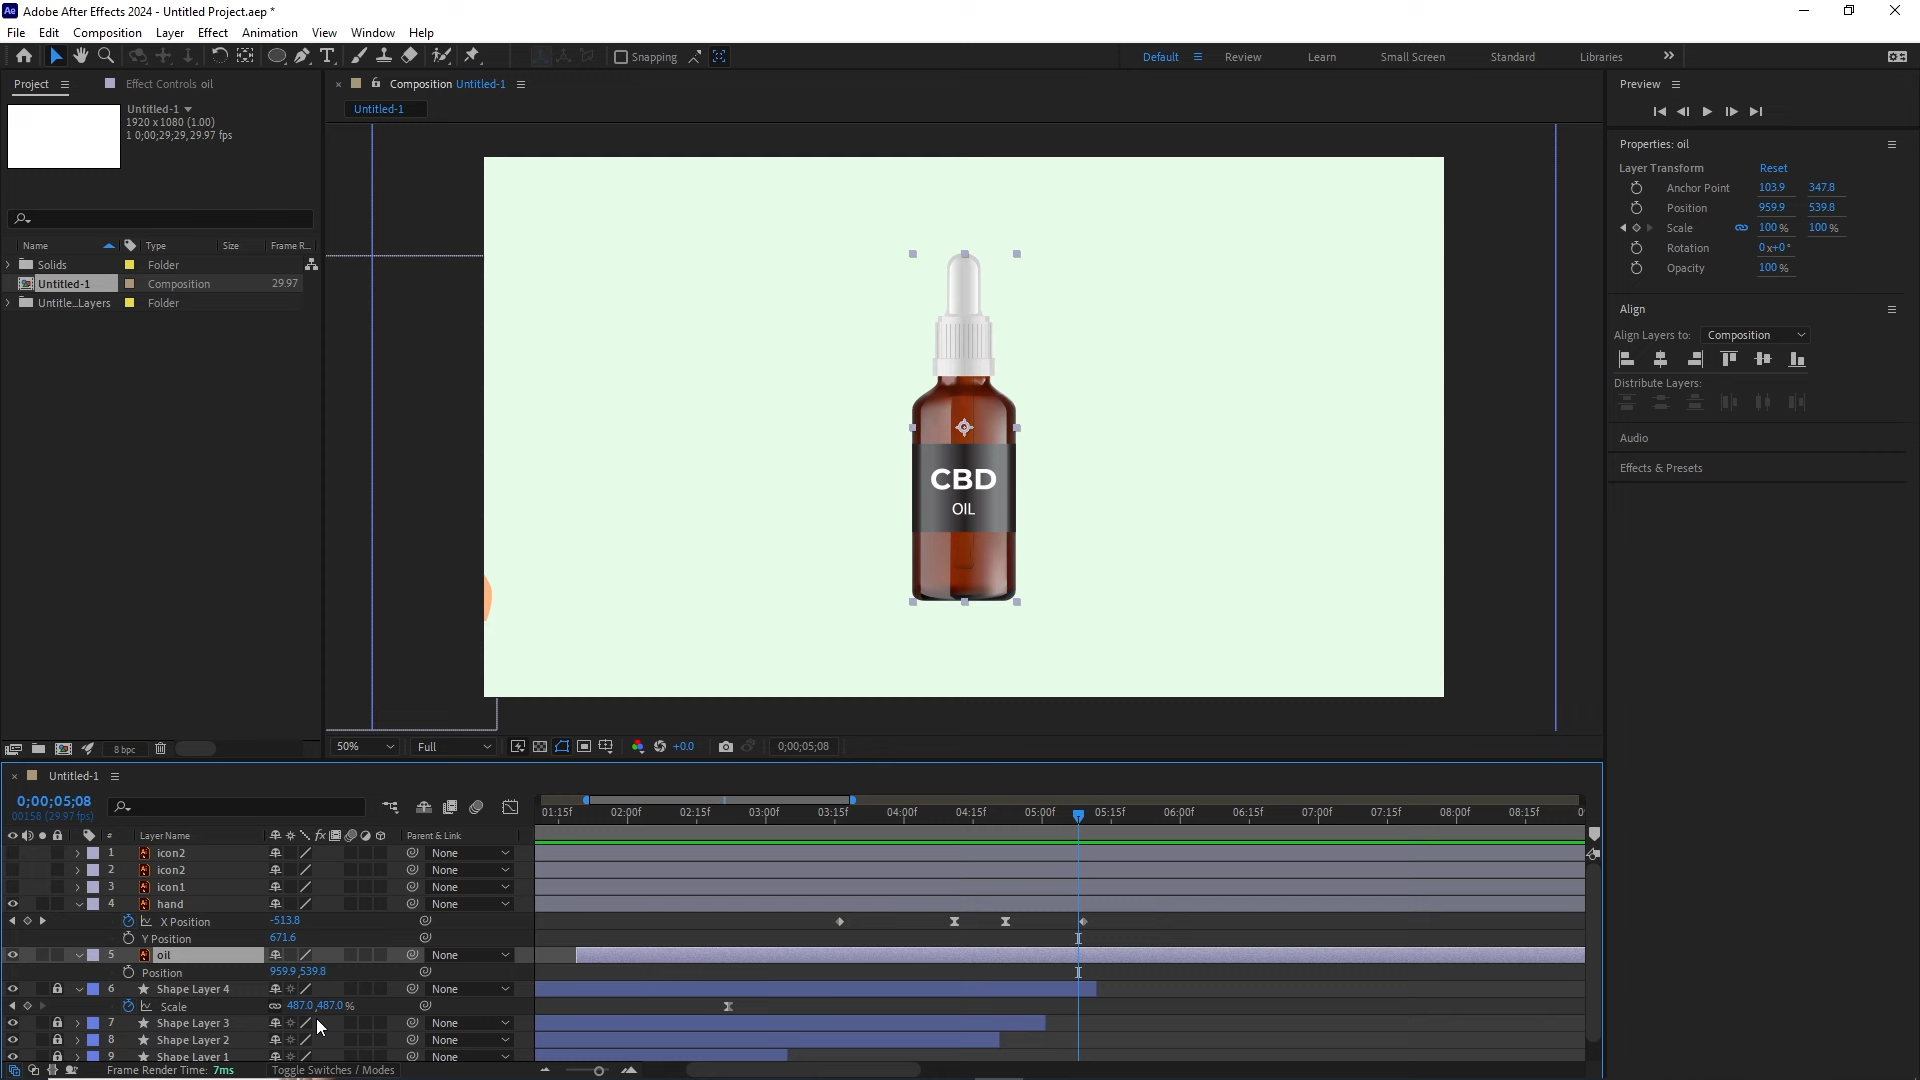 Adobe After Effects 2024 - Untitled Project.aep *
File Edit Composition Layer Effect Animation View Window Help
Snapping Default Review Learn Small Screen Standard Libraries
Project Effect Controls oil
Composition Untitled-1
Preview
Untitled-1
1920 x 1080 (1.00)
1 0;00;29;29, 29.97 fps
Untitled-1
Properties: oil
Layer Transform Reset
Anchor Point 103.9 347.8
Position 959.9 539.8
Scale 100 % 100 %
Rotation 0x+0°
Opacity 100 %
Name Type Size Frame R...
Solids Folder
Untitled-1 Composition 29.97
Untitle...Layers Folder
Align
Align Layers to: Composition
Distribute Layers:
Audio
Effects & Presets
CBD
OIL
8 bpc
50% Full +0.0 0;00;05;08
Untitled-1
0;00;05;08
00158 (29.97 fps)
01:15f 02:00f 02:15f 03:00f 03:15f 04:00f 04:15f 05:00f 05:15f 06:00f 06:15f 07:00f 07:15f 08:00f 08:15f 0
# Layer Name fx Parent & Link
1 icon2 None
2 icon2 None
3 icon1 None
4 hand None
X Position -513.8
Y Position 671.6
5 oil None
Position 959.9,539.8
6 Shape Layer 4 None
Scale 487.0,487.0 %
7 Shape Layer 3 None
8 Shape Layer 2 None
9 Shape Layer 1 None
Frame Render Time: 7ms Toggle Switches / Modes